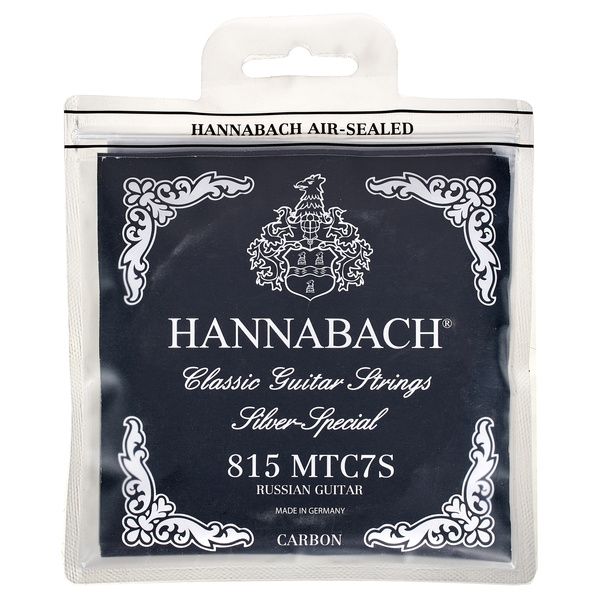 HANNABACH AIR-SEALED
HANNABACH®
Classic Guitar Strings
Silver-Special
815 MTC7S
RUSSIAN GUITAR
MADE IN GERMANY
CARBON